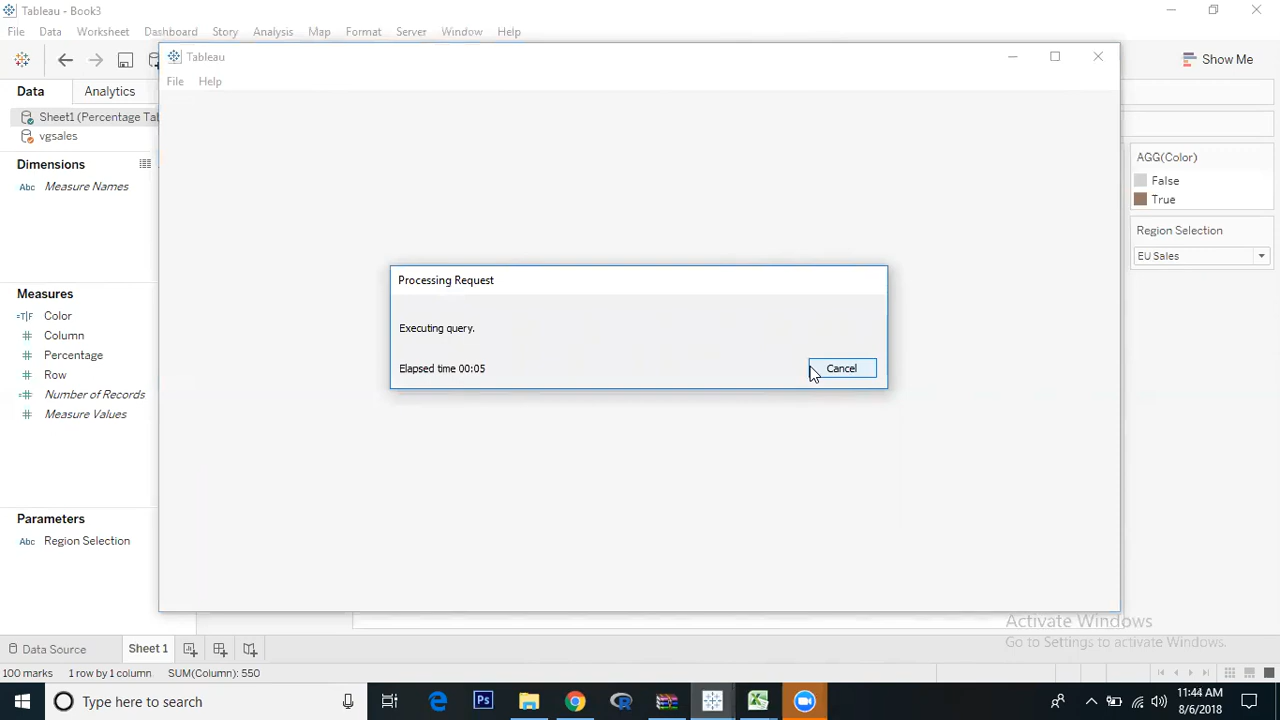 Tableau - Book3
File Data Worksheet Dashboard Story Analysis Map Format Server Window Help
Show Me
Tableau
File Help
Data Analytics
Sheet1 (Percentage Tab
vgsales
Dimensions
Abc Measure Names
Measures
=T|F Color
# Column
# Percentage
# Row
=# Number of Records
# Measure Values
Parameters
Abc Region Selection
Processing Request
Executing query.
Elapsed time 00:05
Cancel
AGG(Color)
False
True
Region Selection
EU Sales
Activate Windows
Go to Settings to activate Windows.
Data Source Sheet 1
100 marks 1 row by 1 column SUM(Column): 550
Type here to search
Ps
R
11:44 AM
8/6/2018